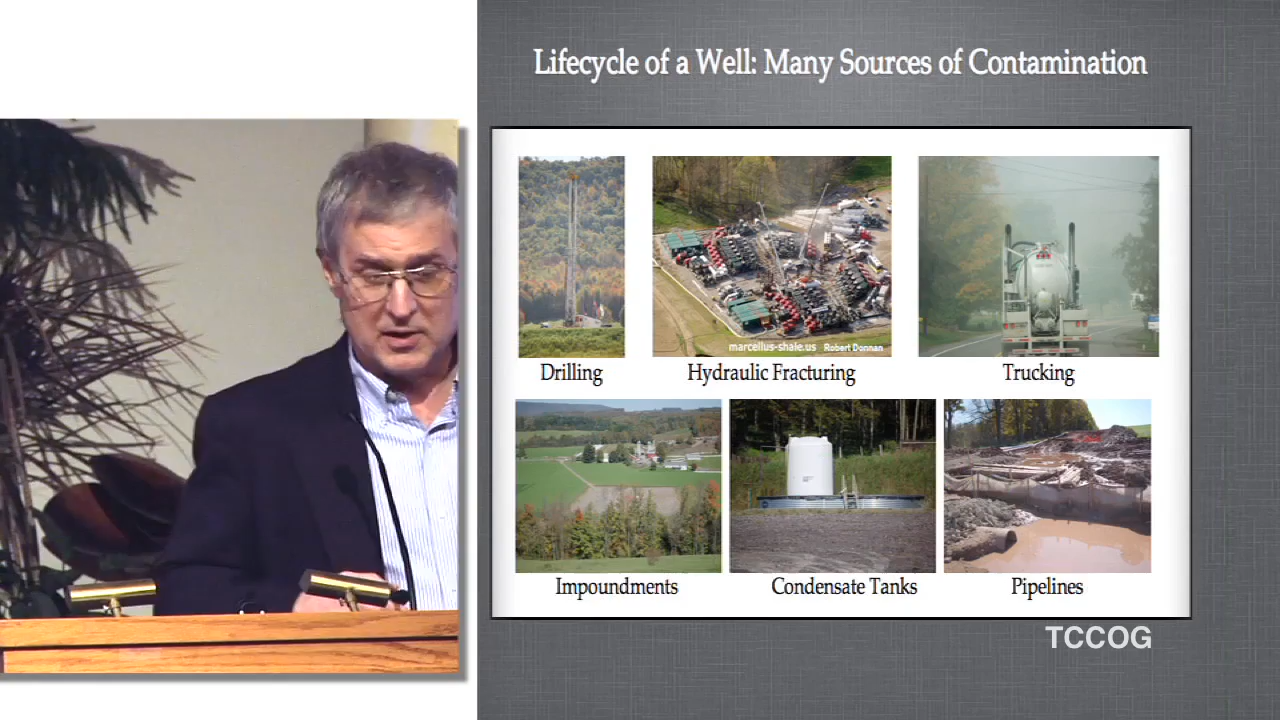 Lifecycle of a Well: Many Sources of Contamination
marcellus-shale.us Robert Donnan
Drilling
Hydraulic Fracturing
Trucking
Impoundments
Condensate Tanks
Pipelines
TCCOG